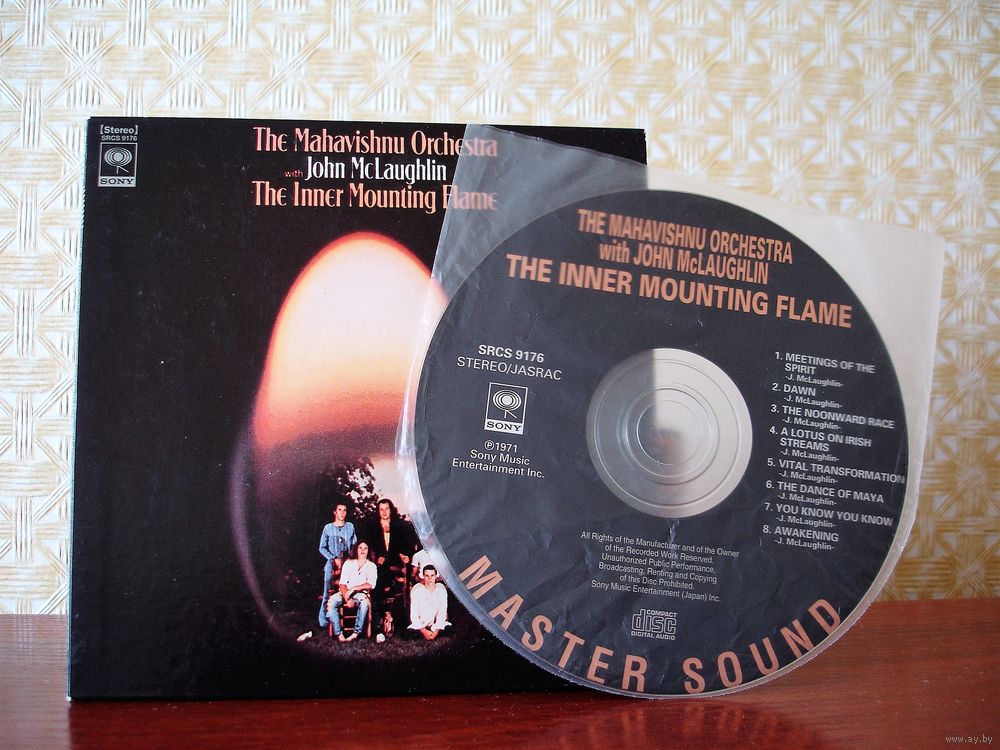 [Stereo]
SRCS 9176
SONY
The Mahavishnu Orchestra
with John McLaughlin
The Inner Mounting Flame
THE MAHAVISHNU ORCHESTRA
with JOHN McLAUGHLIN
THE INNER MOUNTING FLAME
SRCS 9176
STEREO/JASRAC
SONY
℗1971
Sony Music
Entertainment Inc.
1. MEETINGS OF THE
SPIRIT
-J. McLaughlin-
2. DAWN
-J. McLaughlin-
3. THE NOONWARD RACE
-J. McLaughlin-
4. A LOTUS ON IRISH
STREAMS
-J. McLaughlin-
5. VITAL TRANSFORMATION
-J. McLaughlin-
6. THE DANCE OF MAYA
-J. McLaughlin-
7. YOU KNOW YOU KNOW
-J. McLaughlin-
8. AWAKENING
-J. McLaughlin-
All Rights of the Manufacturer and of the Owner
of the Recorded Work Reserved.
Unauthorized Public Performance,
Broadcasting, Renting and Copying
of this Disc Prohibited.
Sony Music Entertainment (Japan) Inc.
COMPACT
disc
DIGITAL AUDIO
MASTER SOUND
www.ay.by